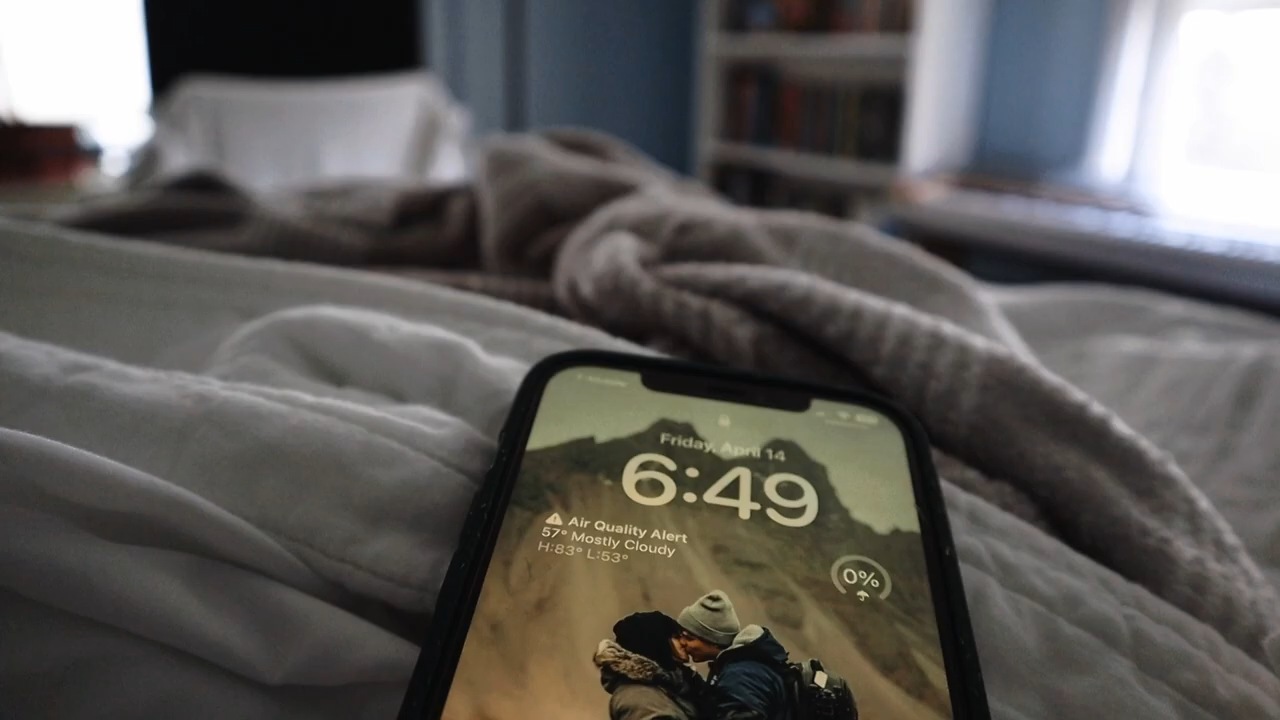 Friday, April 14
6:49
Air Quality Alert
57° Mostly Cloudy
H:83° L:53°
0%